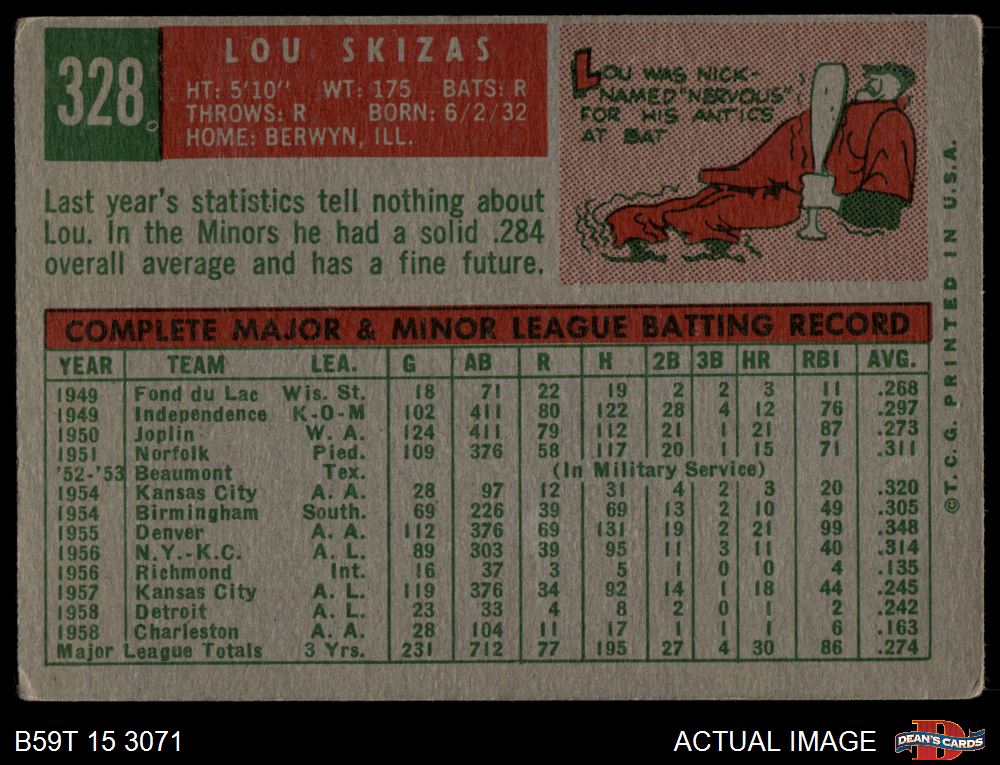 328
LOU SKIZAS
HT: 5'10" WT: 175 BATS: R
THROWS: R BORN: 6/2/32
HOME: BERWYN, ILL.
LOU WAS NICK-
NAMED "NERVOUS"
FOR HIS ANTICS
AT BAT
Last year's statistics tell nothing about
Lou. In the Minors he had a solid .284
overall average and has a fine future.
COMPLETE MAJOR & MINOR LEAGUE BATTING RECORD
YEAR TEAM LEA. G AB R H 2B 3B HR RBI AVG.
1949 Fond du Lac Wis. St. 18 71 22 19 2 2 3 11 .268
1949 Independence K-O-M 102 411 80 122 28 4 12 76 .297
1950 Joplin W. A. 124 411 79 112 21 1 21 87 .273
1951 Norfolk Pied. 109 376 58 117 20 1 15 71 .311
'52-'53 Beaumont Tex. (In Military Service)
1954 Kansas City A. A. 28 97 12 31 4 2 3 20 .320
1954 Birmingham South. 69 226 39 69 13 2 10 49 .305
1955 Denver A. A. 112 376 69 131 19 2 21 99 .348
1956 N.Y.-K.C. A. L. 89 303 39 95 11 3 11 40 .314
1956 Richmond Int. 16 37 3 5 1 0 0 4 .135
1957 Kansas City A. L. 119 376 34 92 14 1 18 44 .245
1958 Detroit A. L. 23 33 4 8 2 0 1 2 .242
1958 Charleston A. A. 28 104 11 17 1 1 1 6 .163
Major League Totals 3 Yrs. 231 712 77 195 27 4 30 86 .274
©T.C.G. PRINTED IN U.S.A.
B59T 15 3071
ACTUAL IMAGE
DEAN'S CARDS